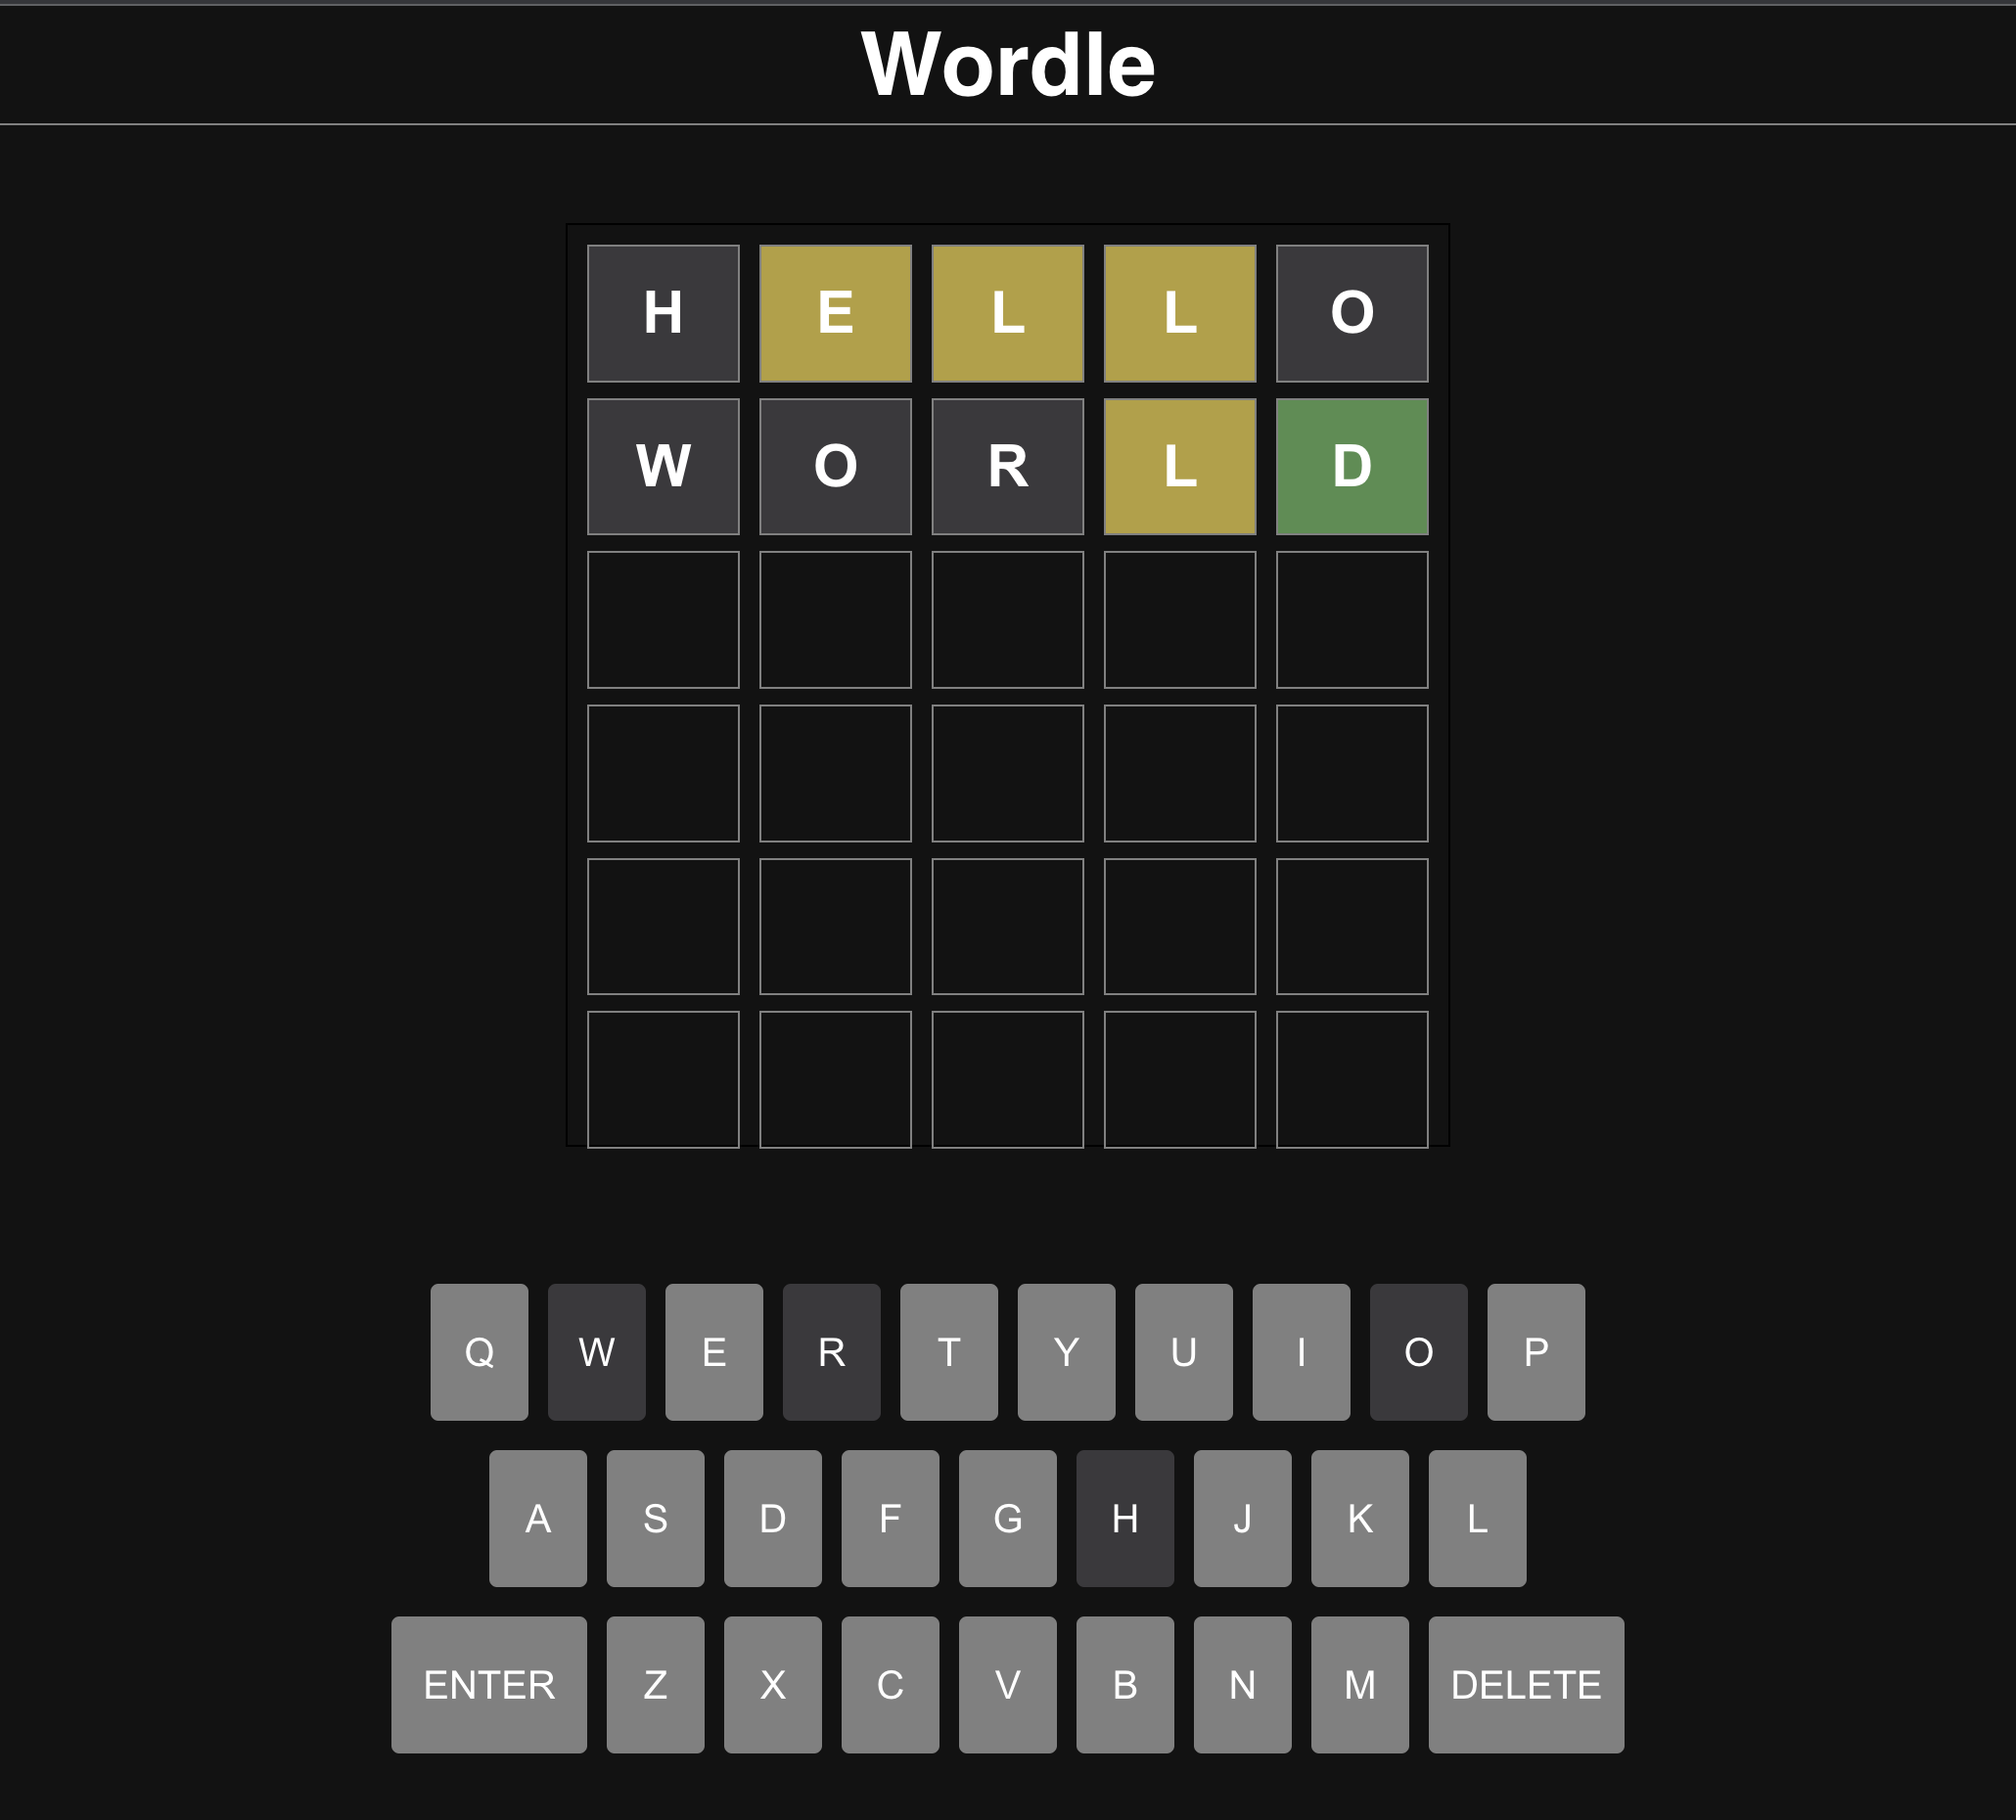 Wordle
H E L L O
W O R L D
Q W E R T Y U I O P
A S D F G H J K L
ENTER Z X C V B N M DELETE